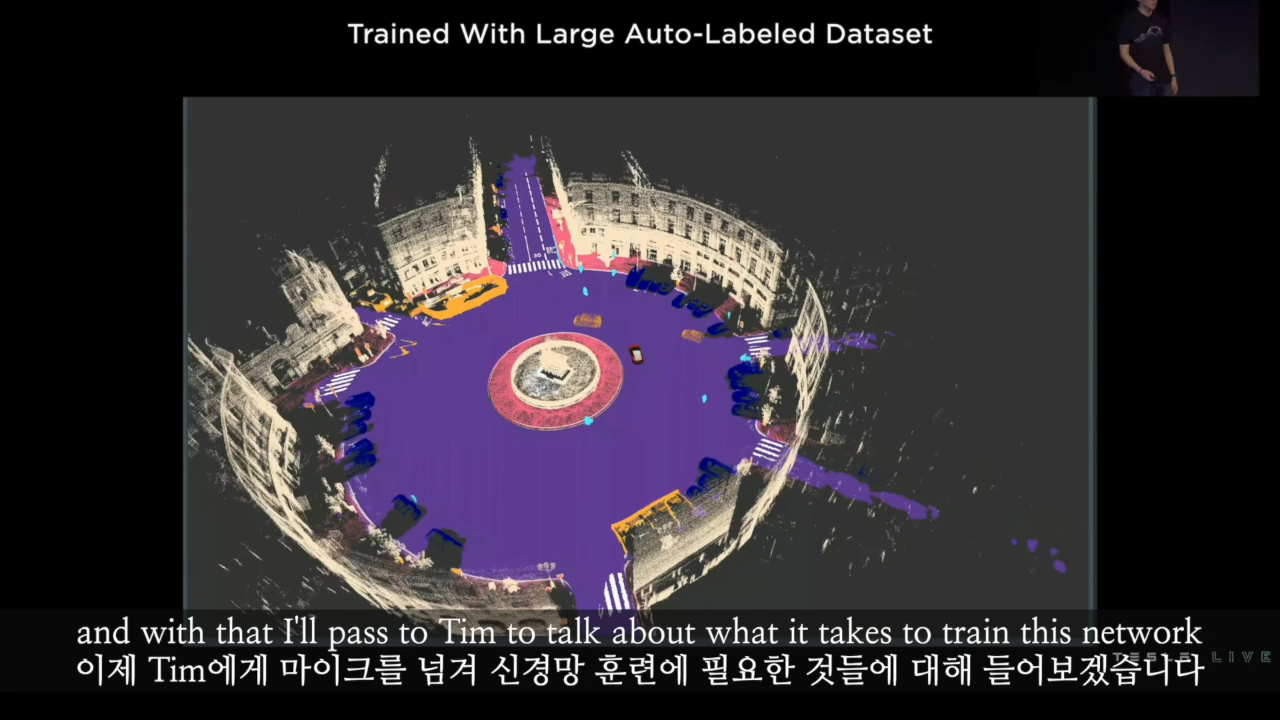 Trained With Large Auto-Labeled Dataset
and with that I'll pass to Tim to talk about what it takes to train this network
이제 Tim에게 마이크를 넘겨 신경망 훈련에 필요한 것들에 대해 들어보겠습니다
LIVE